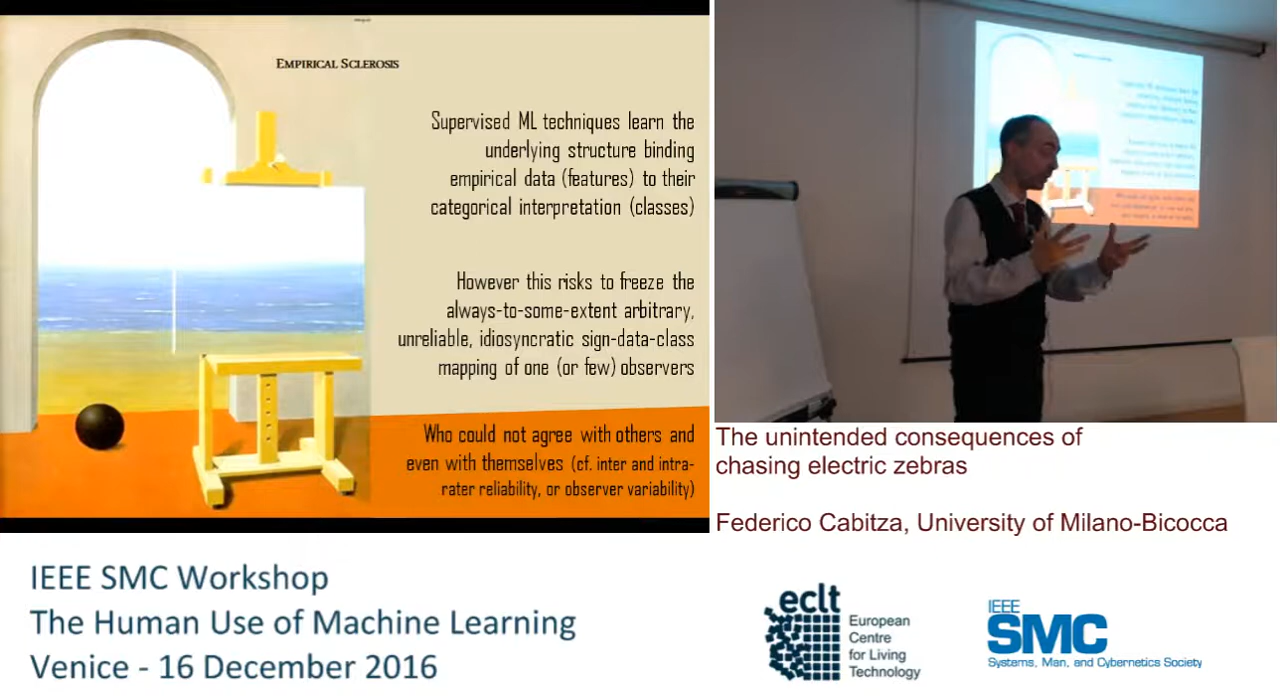 EMPIRICAL SCLEROSIS
Supervised ML techniques learn the
underlying structure binding
empirical data (features) to their
categorical interpretation (classes)
However this risks to freeze the
always-to-some-extent arbitrary,
unreliable, idiosyncratic sign-data-class
mapping of one (or few) observers
Who could not agree with others and
even with themselves (cf. inter and intra-
rater reliability, or observer variability)
The unintended consequences of
chasing electric zebras
Federico Cabitza, University of Milano-Bicocca
IEEE SMC Workshop
The Human Use of Machine Learning
Venice - 16 December 2016
eclt
European
Centre
for Living
Technology
IEEE
SMC
Systems, Man, and Cybernetics Society